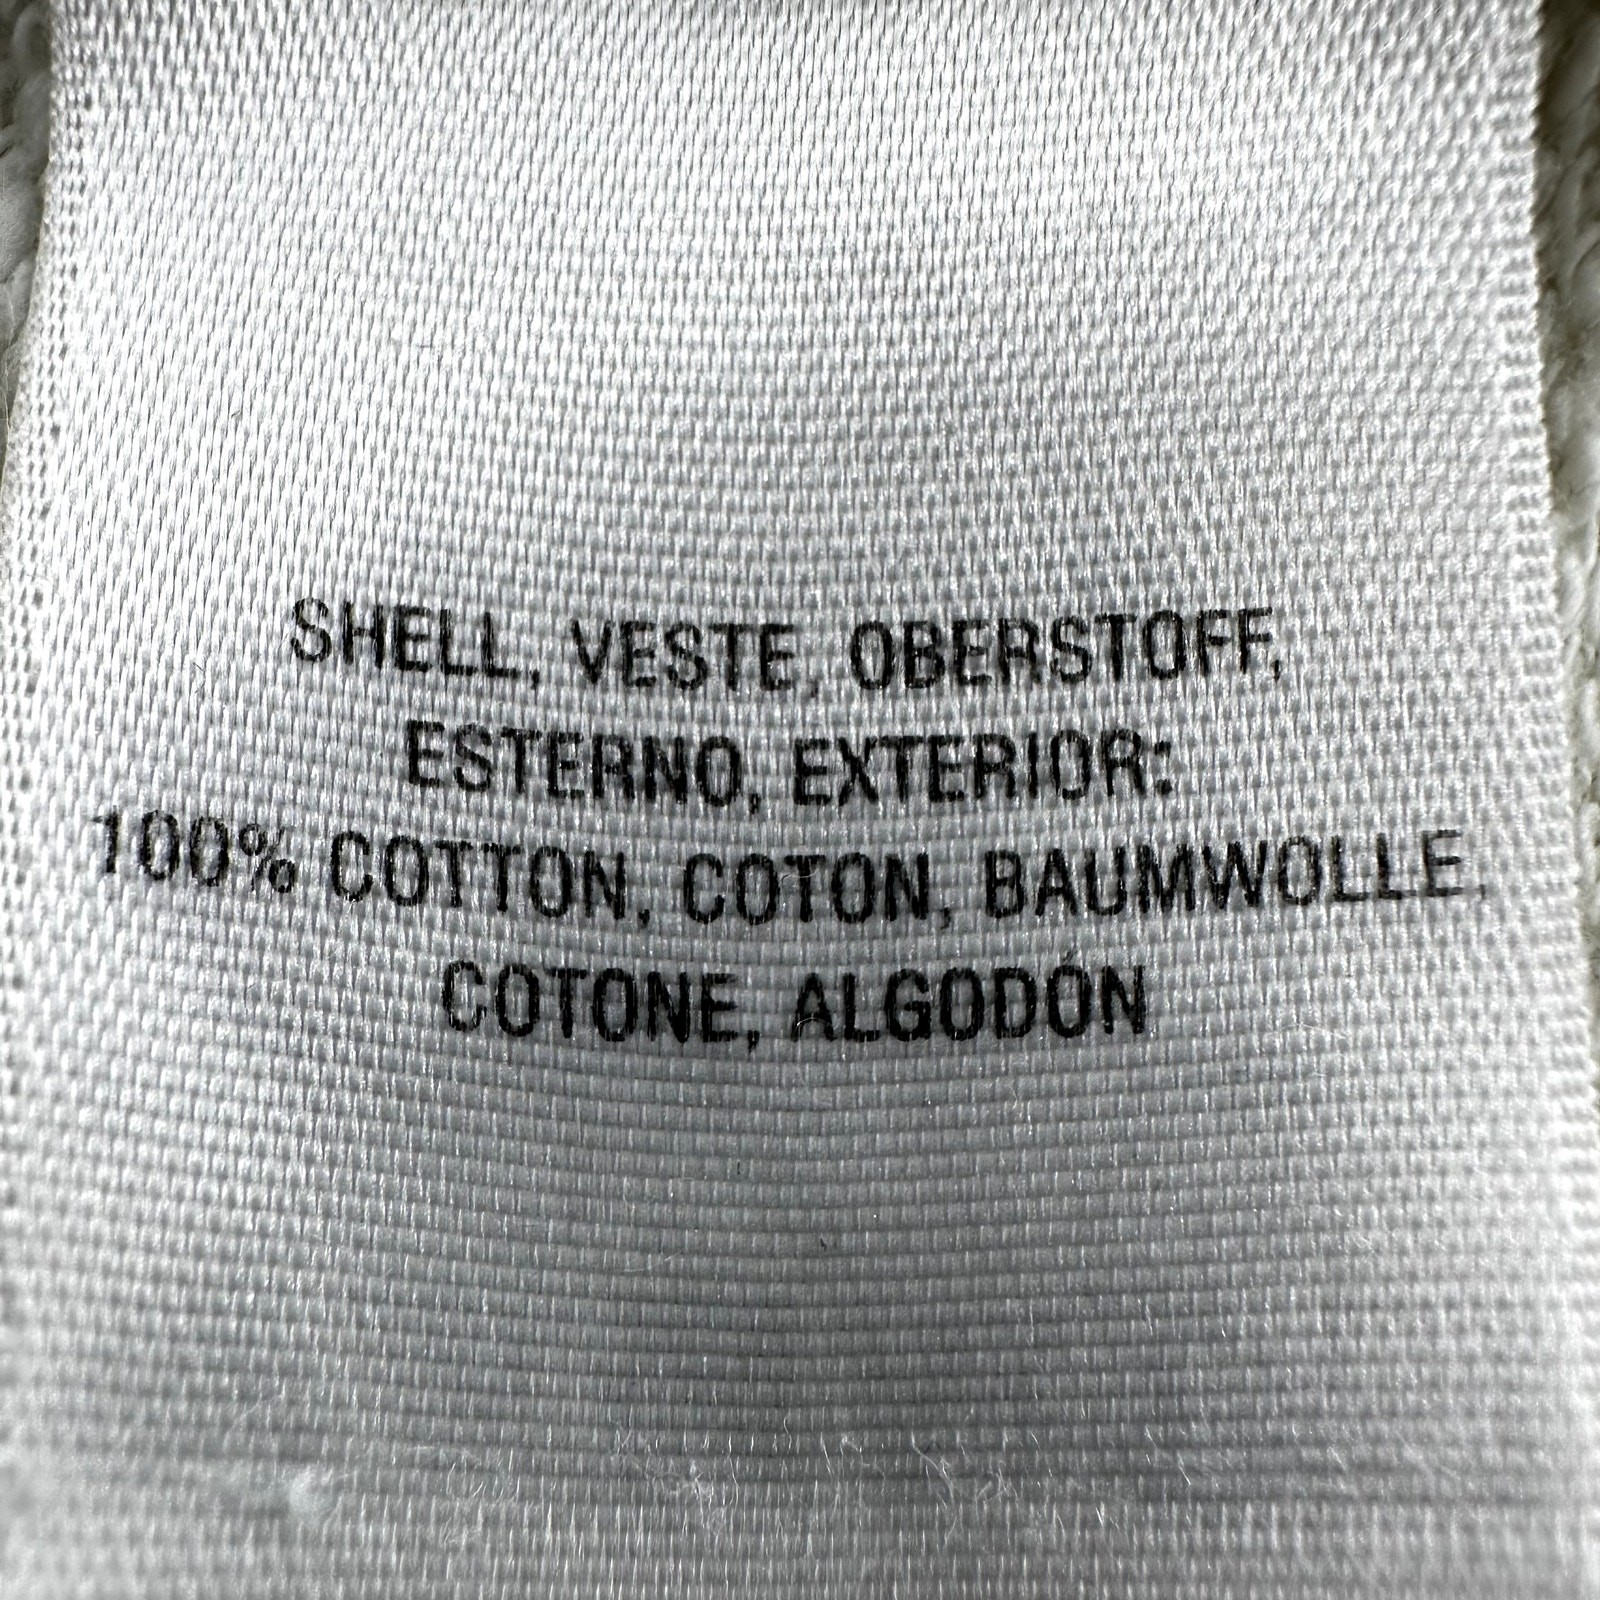 SHELL, VESTE, OBERSTOFF,
ESTERNO, EXTERIOR:
100% COTTON, COTON, BAUMWOLLE,
COTONE, ALGODÓN